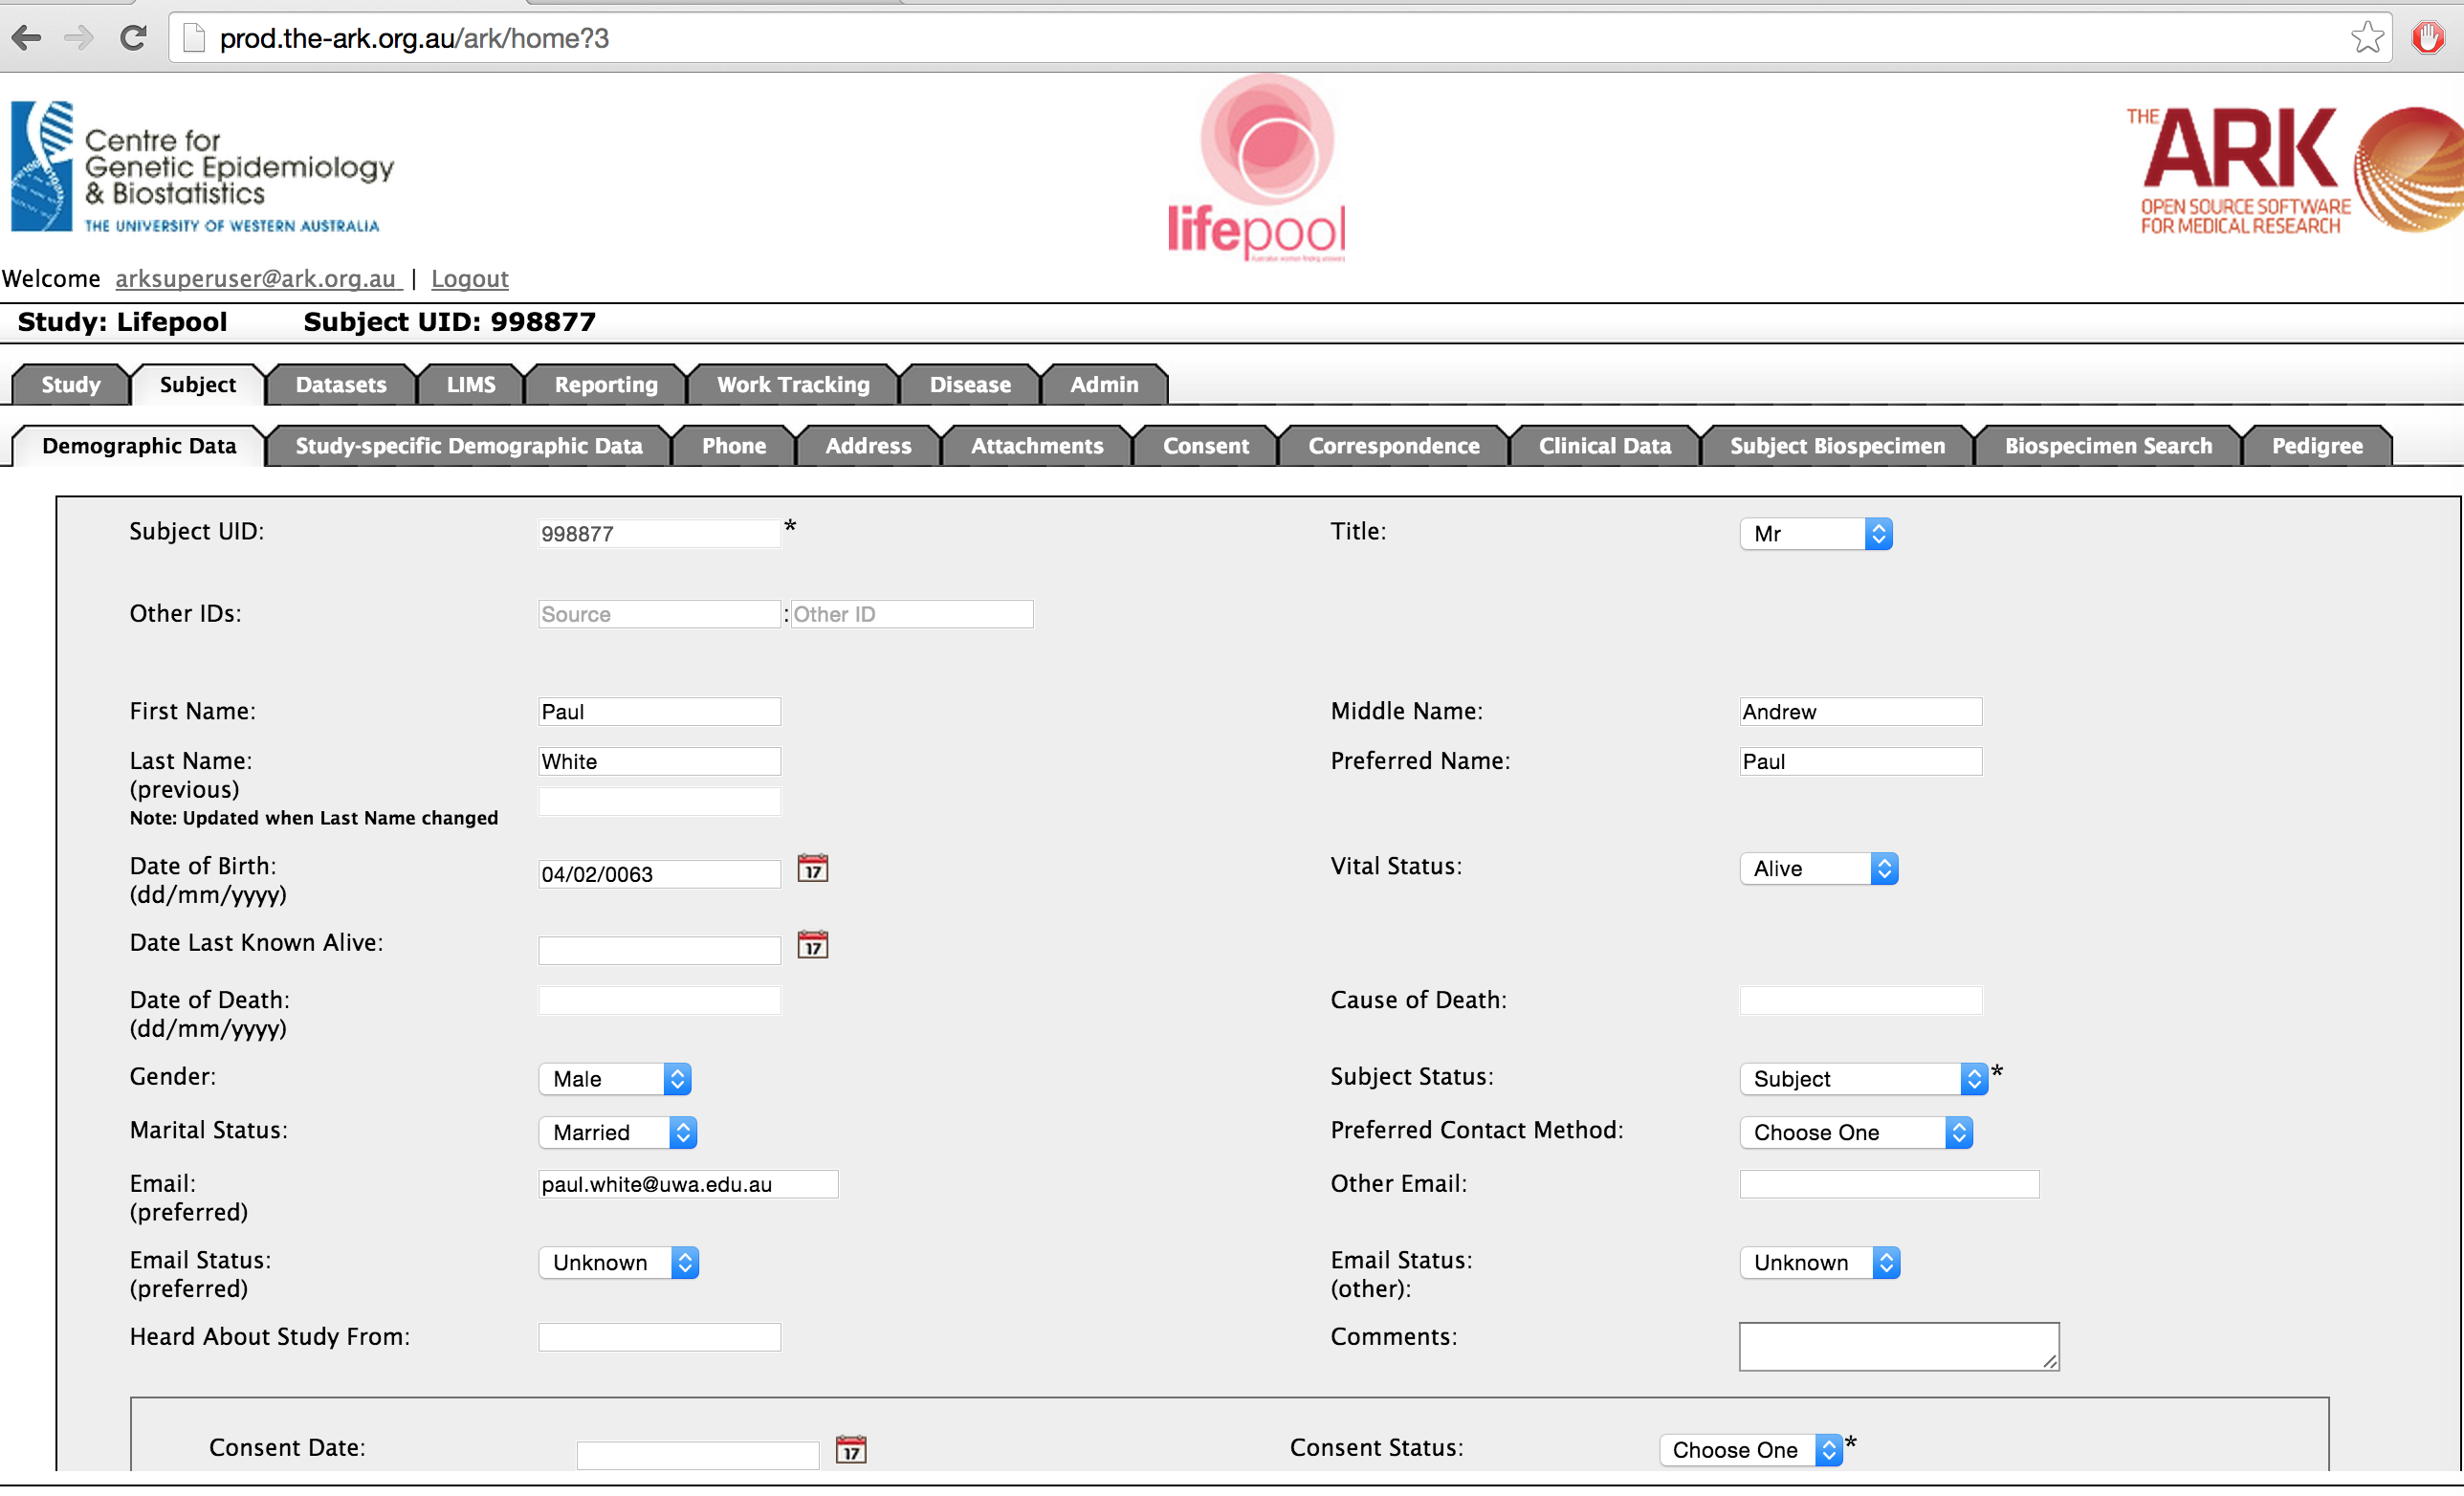 prod.the-ark.org.au/ark/home?3
Centre for
Genetic Epidemiology
& Biostatistics
THE UNIVERSITY OF WESTERN AUSTRALIA
lifepool
Australian women finding answers
THE ARK
OPEN SOURCE SOFTWARE
FOR MEDICAL RESEARCH
Welcome arksuperuser@ark.org.au | Logout
Study: Lifepool Subject UID: 998877
Study Subject Datasets LIMS Reporting Work Tracking Disease Admin
Demographic Data Study-specific Demographic Data Phone Address Attachments Consent Correspondence Clinical Data Subject Biospecimen Biospecimen Search Pedigree
Subject UID: 998877 * Title: Mr
Other IDs: Source : Other ID
First Name: Paul Middle Name: Andrew
Last Name: White Preferred Name: Paul
(previous)
Note: Updated when Last Name changed
Date of Birth: 04/02/0063 17 Vital Status: Alive
(dd/mm/yyyy)
Date Last Known Alive: 17
Date of Death: Cause of Death:
(dd/mm/yyyy)
Gender: Male Subject Status: Subject *
Marital Status: Married Preferred Contact Method: Choose One
Email: paul.white@uwa.edu.au Other Email:
(preferred)
Email Status: Unknown Email Status: Unknown
(preferred) (other):
Heard About Study From: Comments:
Consent Date: 17 Consent Status: Choose One *